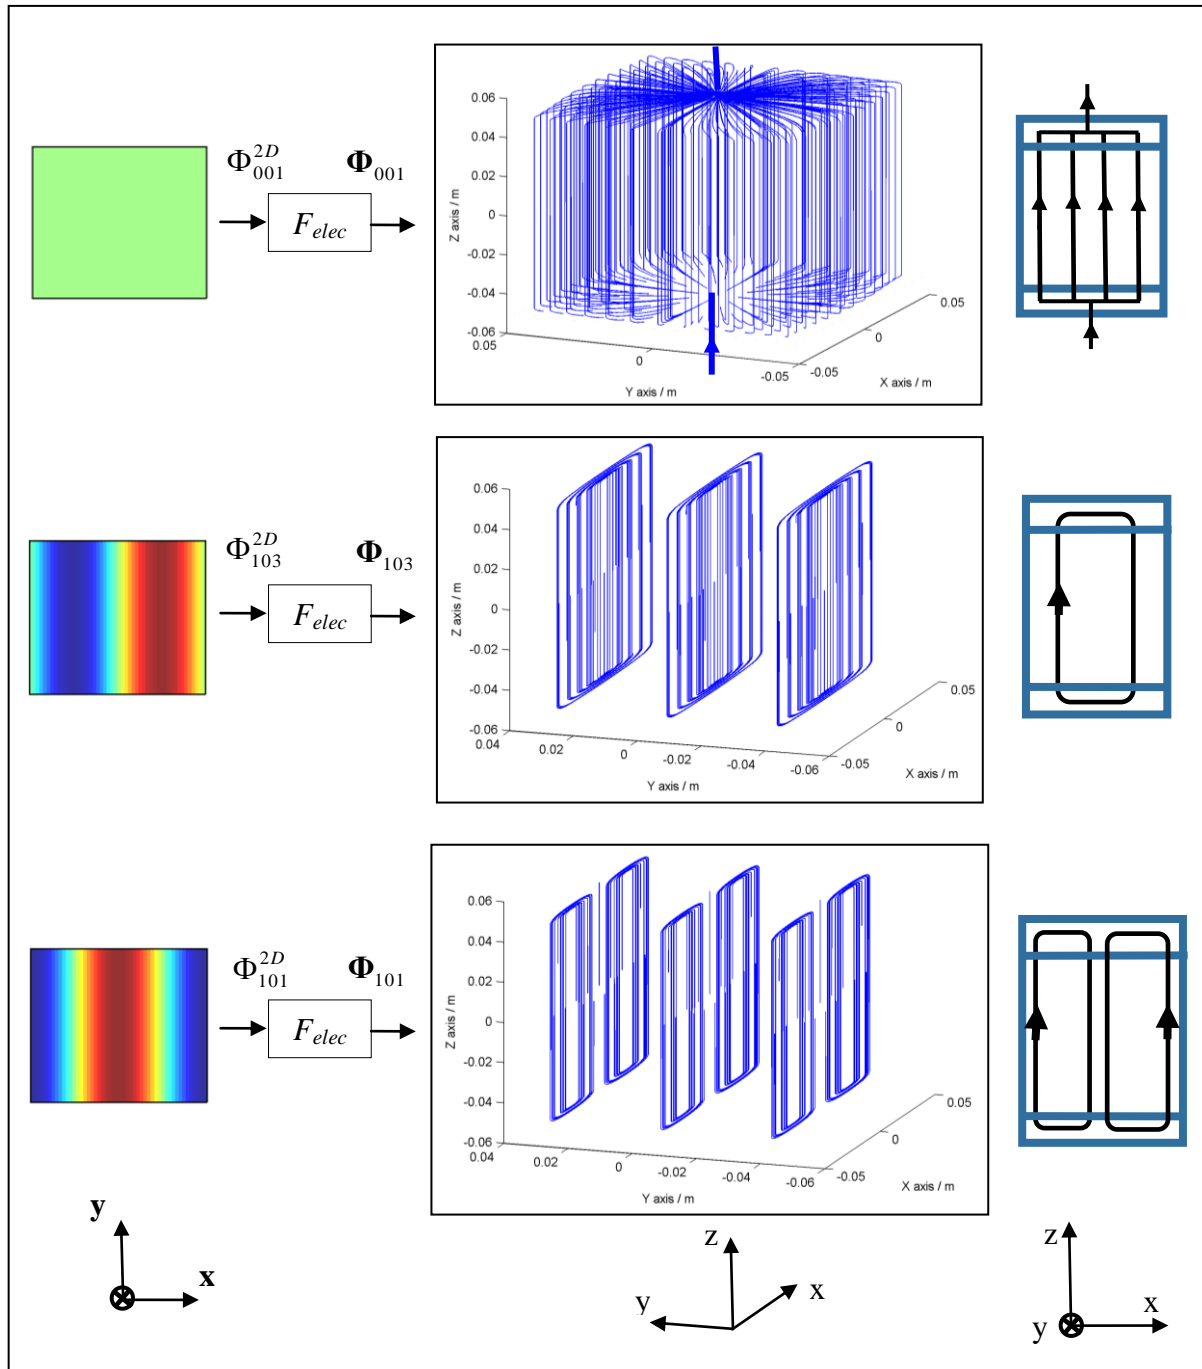 Φ_{001}^{2D}
F_{elec}
Φ_{001}
0.06
0.04
0.02
0
-0.02
-0.04
-0.06
Z axis / m
0.05
0
-0.05
Y axis / m
-0.05
0
0.05
X axis / m
Φ_{103}^{2D}
F_{elec}
Φ_{103}
0.06
0.04
0.02
0
-0.02
-0.04
-0.06
Z axis / m
0.04
0.02
0
-0.02
-0.04
-0.06
Y axis / m
-0.05
0
0.05
X axis / m
Φ_{101}^{2D}
F_{elec}
Φ_{101}
0.06
0.04
0.02
0
-0.02
-0.04
-0.06
Z axis / m
0.04
0.02
0
-0.02
-0.04
-0.06
Y axis / m
-0.05
0
0.05
X axis / m
y
x
z
y
x
z
y
x